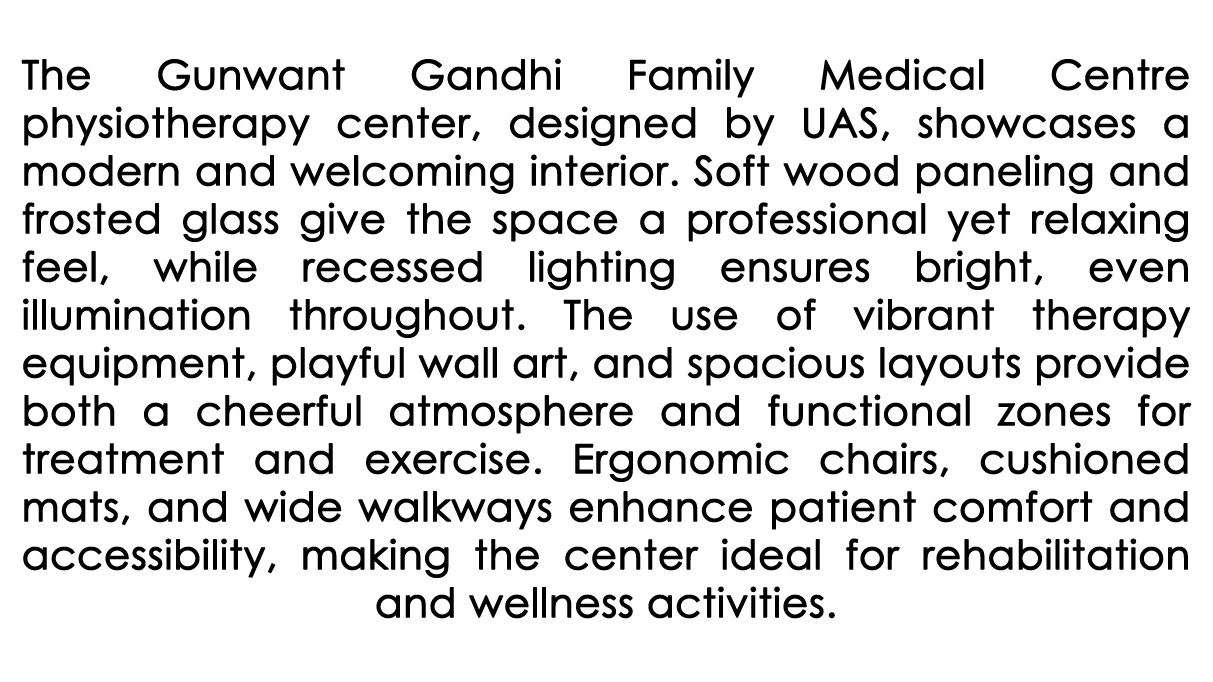 The Gunwant Gandhi Family Medical Centre
physiotherapy center, designed by UAS, showcases a
modern and welcoming interior. Soft wood paneling and
frosted glass give the space a professional yet relaxing
feel, while recessed lighting ensures bright, even
illumination throughout. The use of vibrant therapy
equipment, playful wall art, and spacious layouts provide
both a cheerful atmosphere and functional zones for
treatment and exercise. Ergonomic chairs, cushioned
mats, and wide walkways enhance patient comfort and
accessibility, making the center ideal for rehabilitation
and wellness activities.